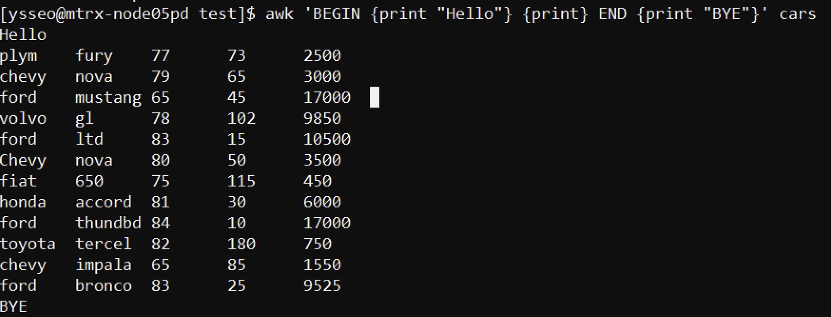 [ysseo@mtrx-node05pd test]$ awk 'BEGIN {print "Hello"} {print} END {print "BYE"}' cars
Hello
plym    fury    77      73      2500
chevy   nova    79      65      3000
ford    mustang 65      45      17000
volvo   gl      78      102     9850
ford    ltd     83      15      10500
Chevy   nova    80      50      3500
fiat    650     75      115     450
honda   accord  81      30      6000
ford    thundbd 84      10      17000
toyota  tercel  82      180     750
chevy   impala  65      85      1550
ford    bronco  83      25      9525
BYE